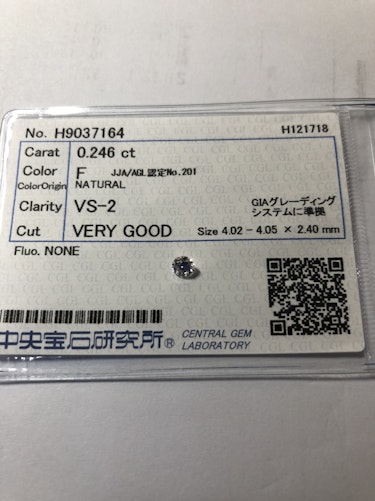 No. H9037164 H121718
Carat 0.246 ct
Color F JJA/AGL認定No.201
ColorOrigin NATURAL
Clarity VS-2 GIAグレーディング
システムに準拠
Cut VERY GOOD Size 4.02 - 4.05 × 2.40 mm
Fluo. NONE
中央宝石研究所® CENTRAL GEM
LABORATORY